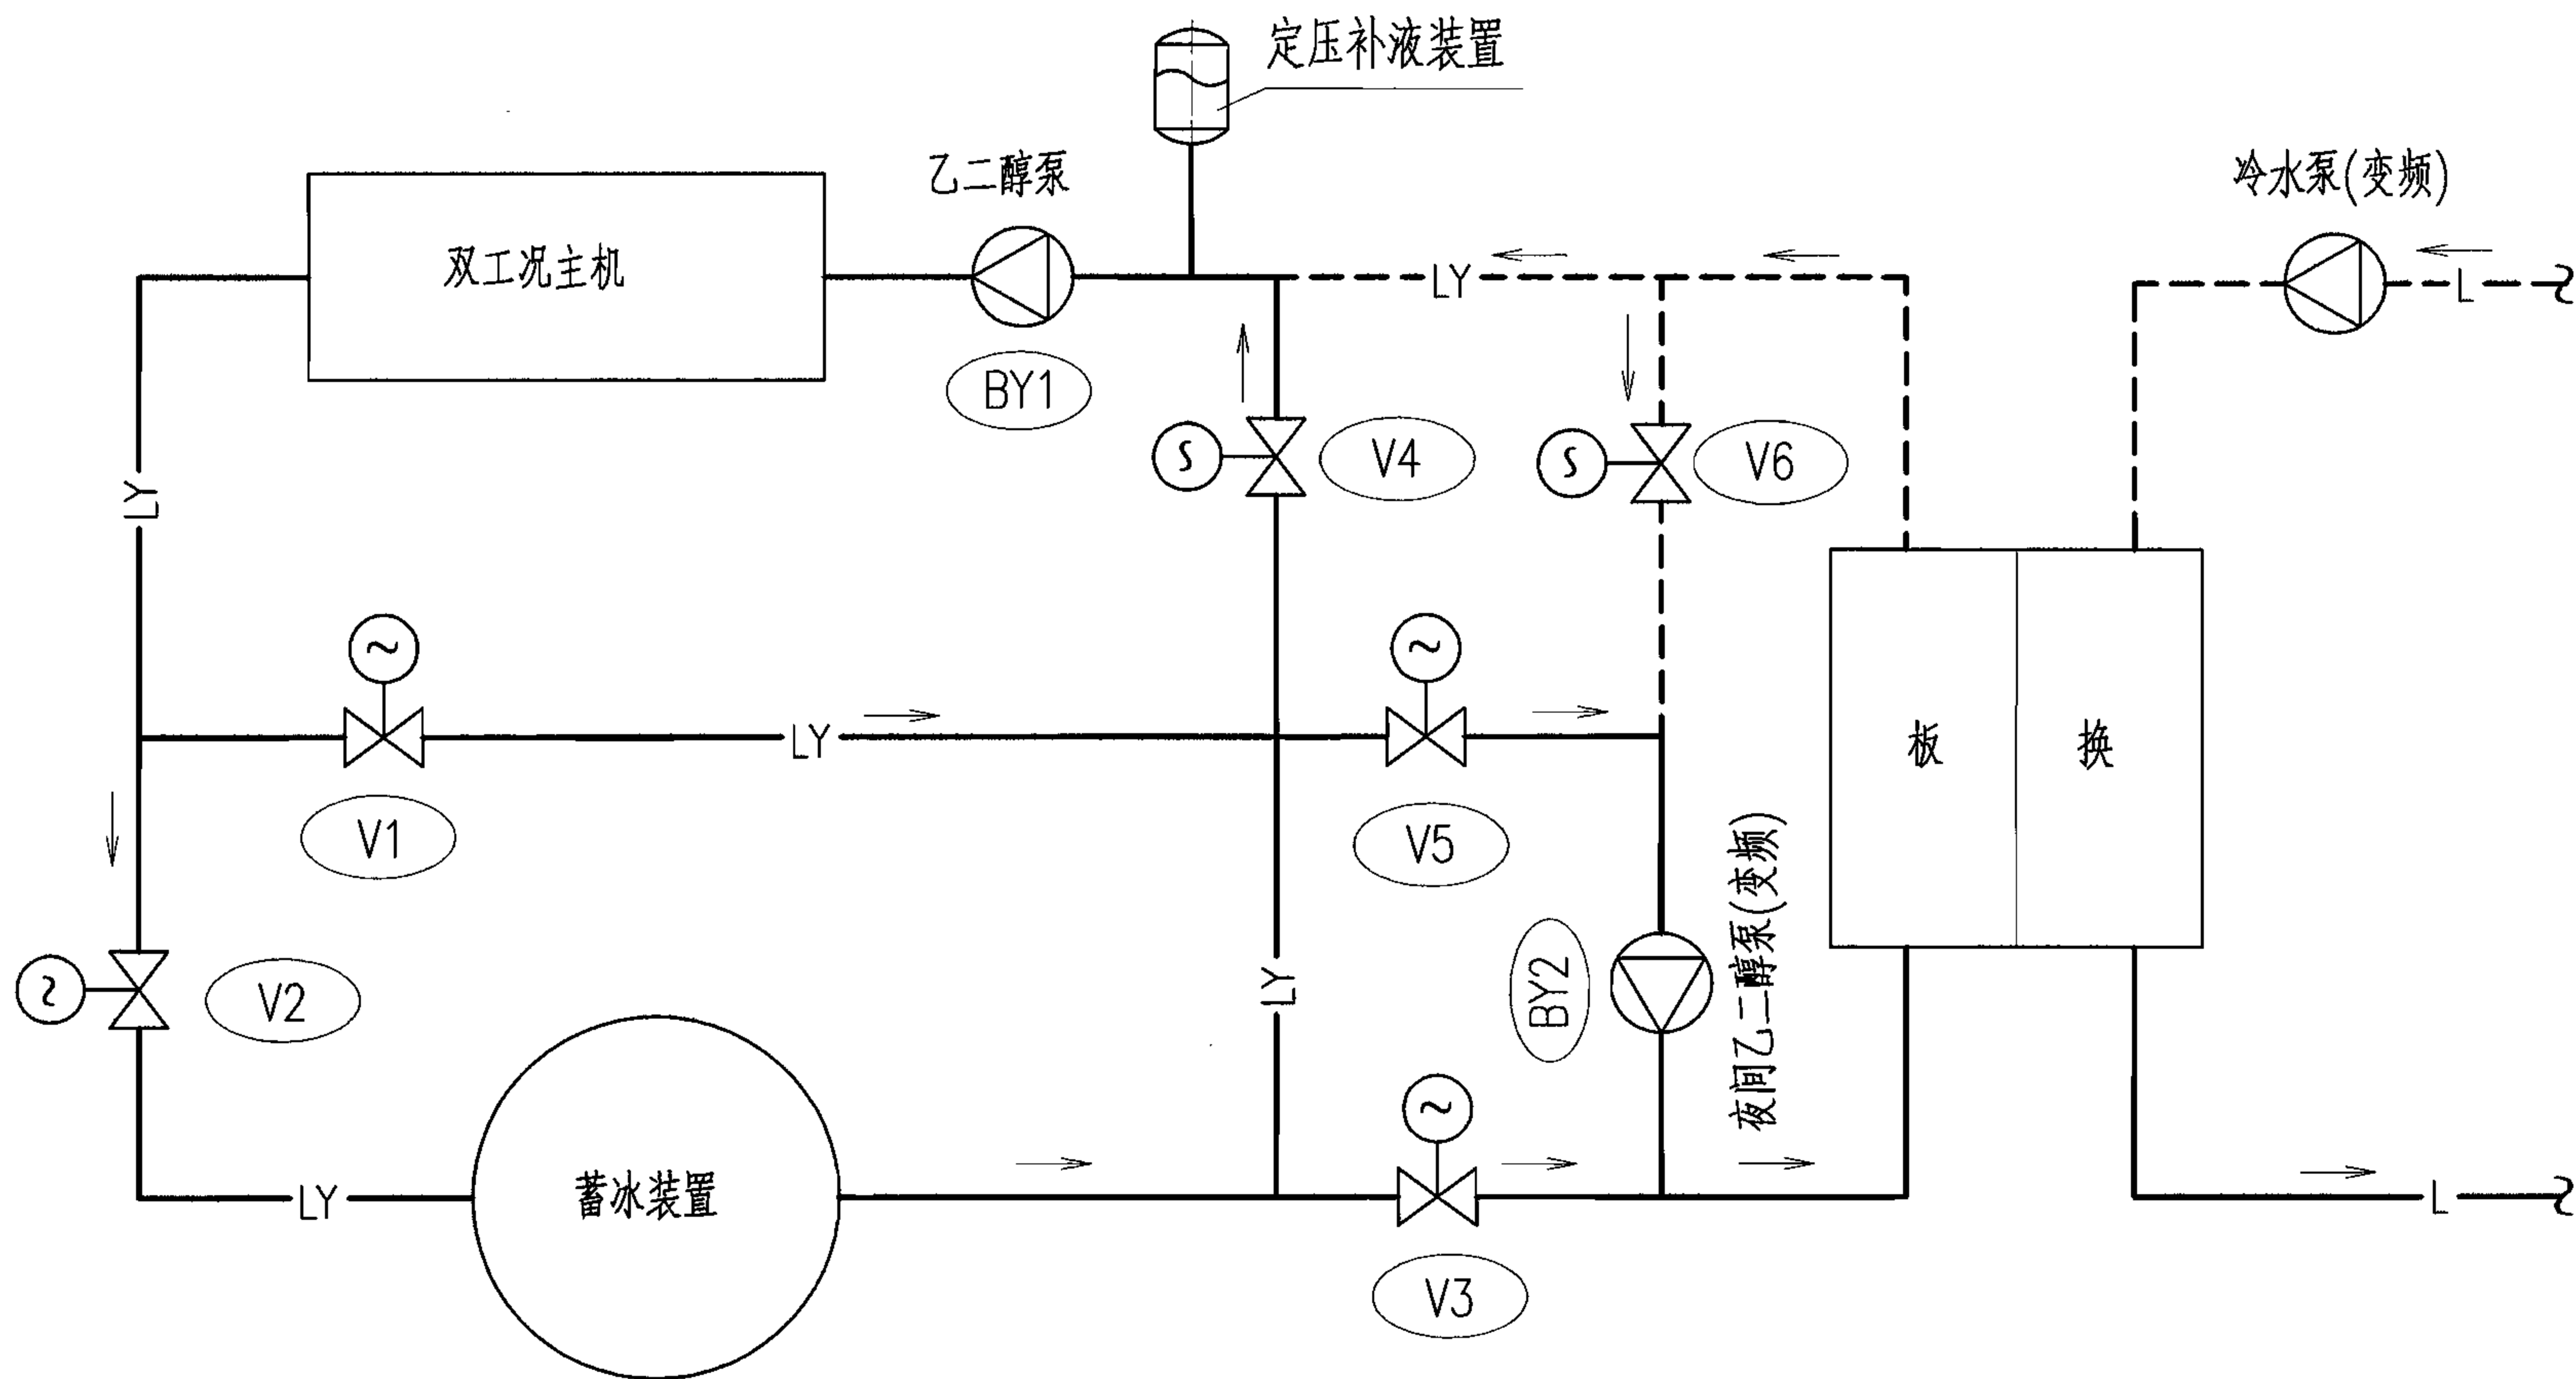 定压补液装置
乙二醇泵
冷水泵(变频)
双工况主机
LY
L
BY1
V4
V6
LY
LY
V1
V5
板
换
V2
BY2
夜间乙二醇泵(变频)
LY
LY
蓄冰装置
L
V3